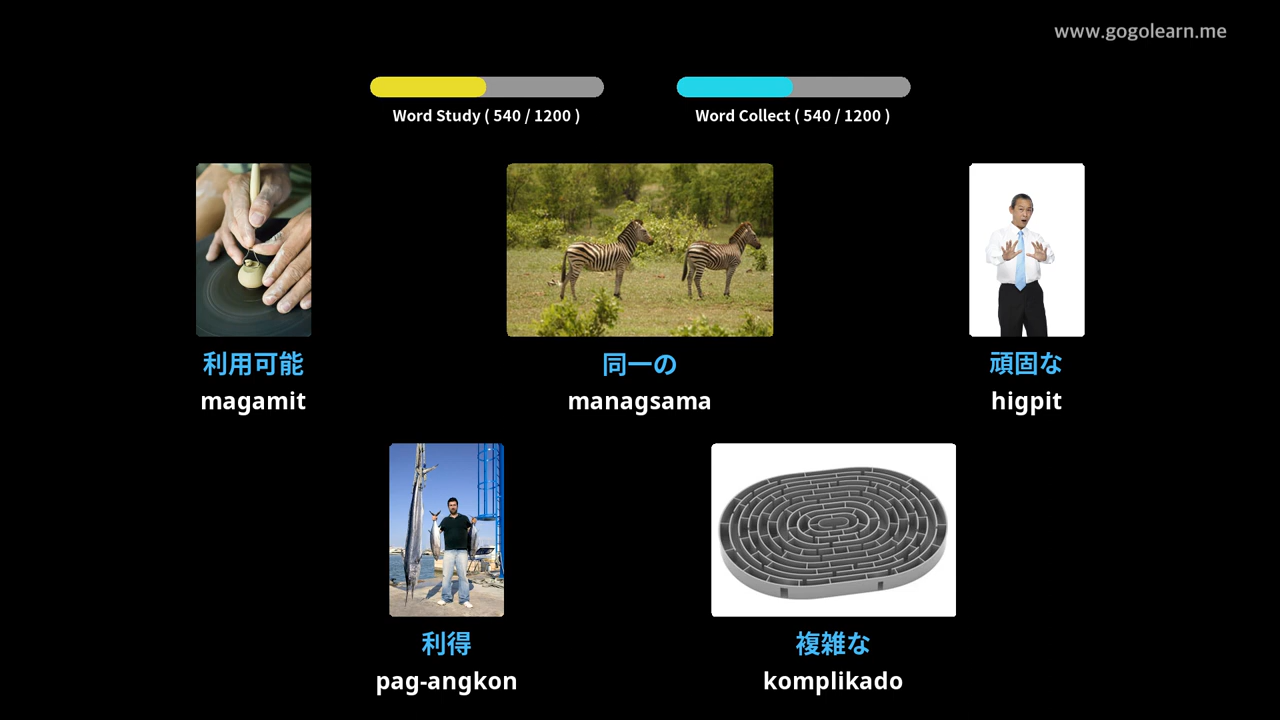 www.gogolearn.me
Word Study ( 540 / 1200 )
Word Collect ( 540 / 1200 )
利用可能
magamit
同一の
managsama
頑固な
higpit
利得
pag-angkon
複雑な
komplikado